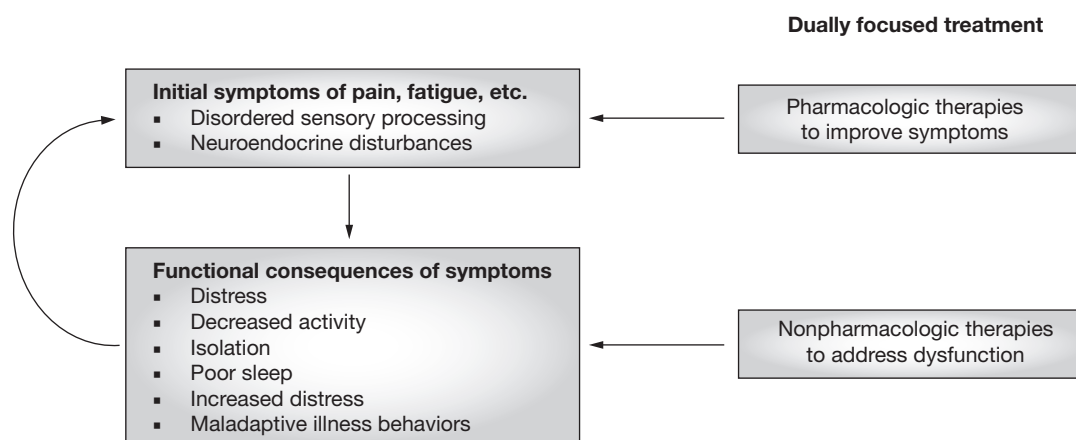 Dually focused treatment
Initial symptoms of pain, fatigue, etc.
▪ Disordered sensory processing
▪ Neuroendocrine disturbances
Pharmacologic therapies
to improve symptoms
Functional consequences of symptoms
▪ Distress
▪ Decreased activity
▪ Isolation
▪ Poor sleep
▪ Increased distress
▪ Maladaptive illness behaviors
Nonpharmacologic therapies
to address dysfunction